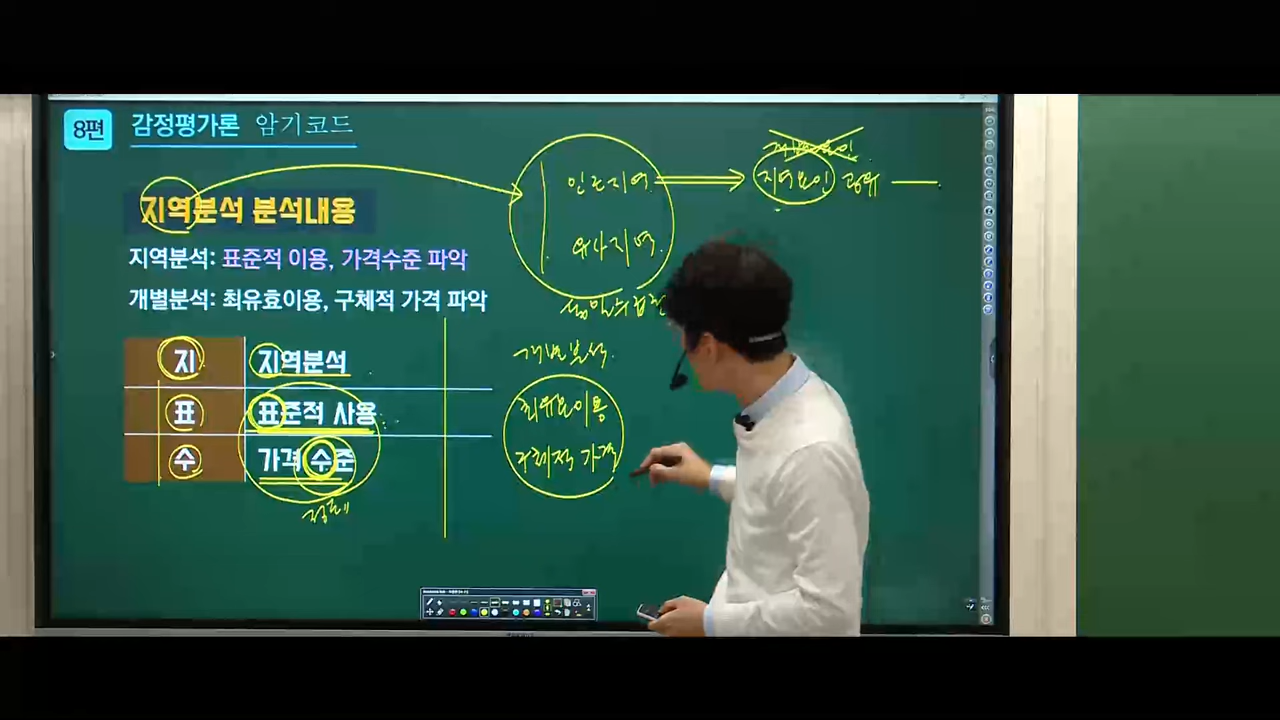 8편 감정평가론 암기코드
지역분석 분석내용
지역분석: 표준적 이용, 가격수준 파악
개별분석: 최유효이용, 구체적 가격 파악
지 지역분석
표 표준적 사용
수 가격 수준
인근지역
유사지역
지역요인
개별분석
최유효이용
구체적 가격